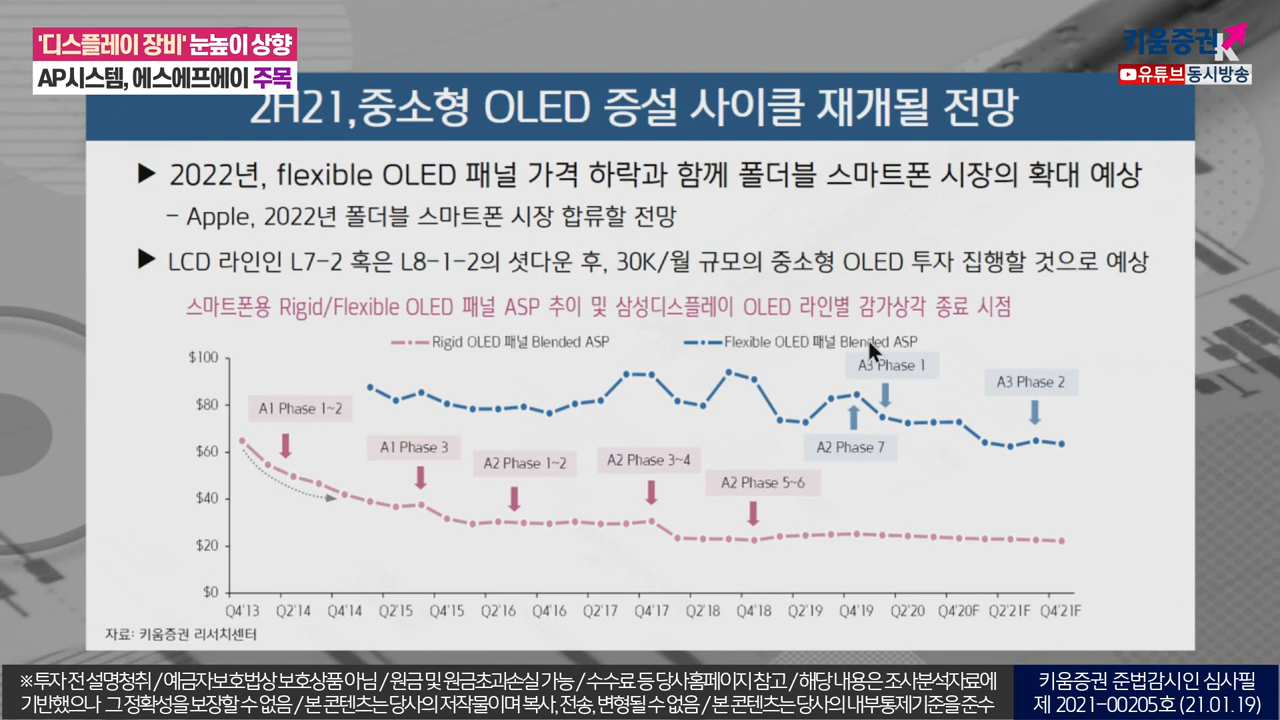 '디스플레이 장비' 눈높이 상향
AP시스템, 에스에프에이 주목
키움증권
유튜브 동시방송
2H21,중소형 OLED 증설 사이클 재개될 전망
▶ 2022년, flexible OLED 패널 가격 하락과 함께 폴더블 스마트폰 시장의 확대 예상
- Apple, 2022년 폴더블 스마트폰 시장 합류할 전망
▶ LCD 라인인 L7-2 혹은 L8-1-2의 셧다운 후, 30K/월 규모의 중소형 OLED 투자 집행할 것으로 예상
스마트폰용 Rigid/Flexible OLED 패널 ASP 추이 및 삼성디스플레이 OLED 라인별 감가상각 종료 시점
Rigid OLED 패널 Blended ASP
Flexible OLED 패널 Blended ASP
$100
$80
$60
$40
$20
$0
A1 Phase 1~2
A1 Phase 3
A2 Phase 1~2
A2 Phase 3~4
A2 Phase 5~6
A3 Phase 1
A2 Phase 7
A3 Phase 2
Q4'13 Q2'14 Q4'14 Q2'15 Q4'15 Q2'16 Q4'16 Q2'17 Q4'17 Q2'18 Q4'18 Q2'19 Q4'19 Q2'20 Q4'20F Q2'21F Q4'21F
자료: 키움증권 리서치센터
※ 투자 전 설명청취 / 예금자보호법상 보호상품 아님 / 원금 및 원금초과손실 가능 / 수수료 등 당사홈페이지 참고 / 해당 내용은 조사분석자료에
기반했으나 그 정확성을 보장할 수 없음 / 본 콘텐츠는 당사의 저작물이며 복사, 전송, 변형될 수 없음 / 본 콘텐츠는 당사의 내부통제기준을 준수
키움증권 준법감시인 심사필
제 2021-00205호 (21.01.19)